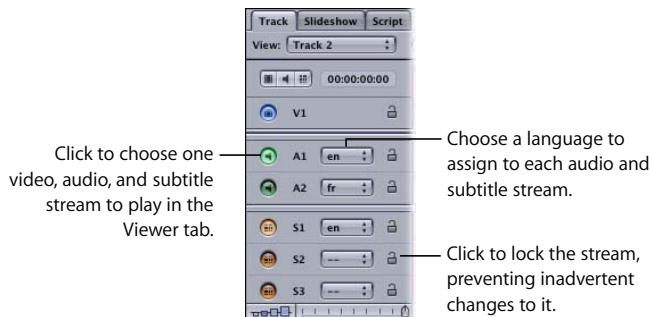 Track Slideshow Script
View: Track 2
00:00:00:00
V1
Click to choose one
video, audio, and subtitle
stream to play in the
Viewer tab.
A1 en
A2 fr
S1 en
S2 --
S3 --
Choose a language to
assign to each audio and
subtitle stream.
Click to lock the stream,
preventing inadvertent
changes to it.